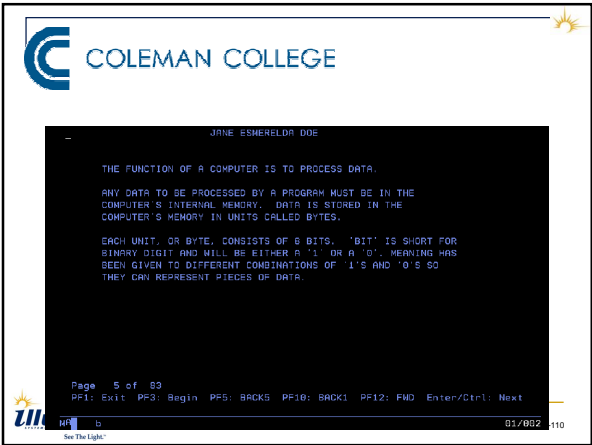 COLEMAN COLLEGE
JANE ESMERELDA DOE
THE FUNCTION OF A COMPUTER IS TO PROCESS DATA.
ANY DATA TO BE PROCESSED BY A PROGRAM MUST BE IN THE
COMPUTER'S INTERNAL MEMORY. DATA IS STORED IN THE
COMPUTER'S MEMORY IN UNITS CALLED BYTES.
EACH UNIT, OR BYTE, CONSISTS OF 8 BITS. 'BIT' IS SHORT FOR
BINARY DIGIT AND WILL BE EITHER A '1' OR A '0'. MEANING HAS
BEEN GIVEN TO DIFFERENT COMBINATIONS OF '1'S AND '0'S SO
THEY CAN REPRESENT PIECES OF DATA.
Page 5 of 83
PF1: Exit PF3: Begin PF5: BACK5 PF10: BACK1 PF12: FWD Enter/Ctrl: Next
b 01/002
-110
See The Light.™